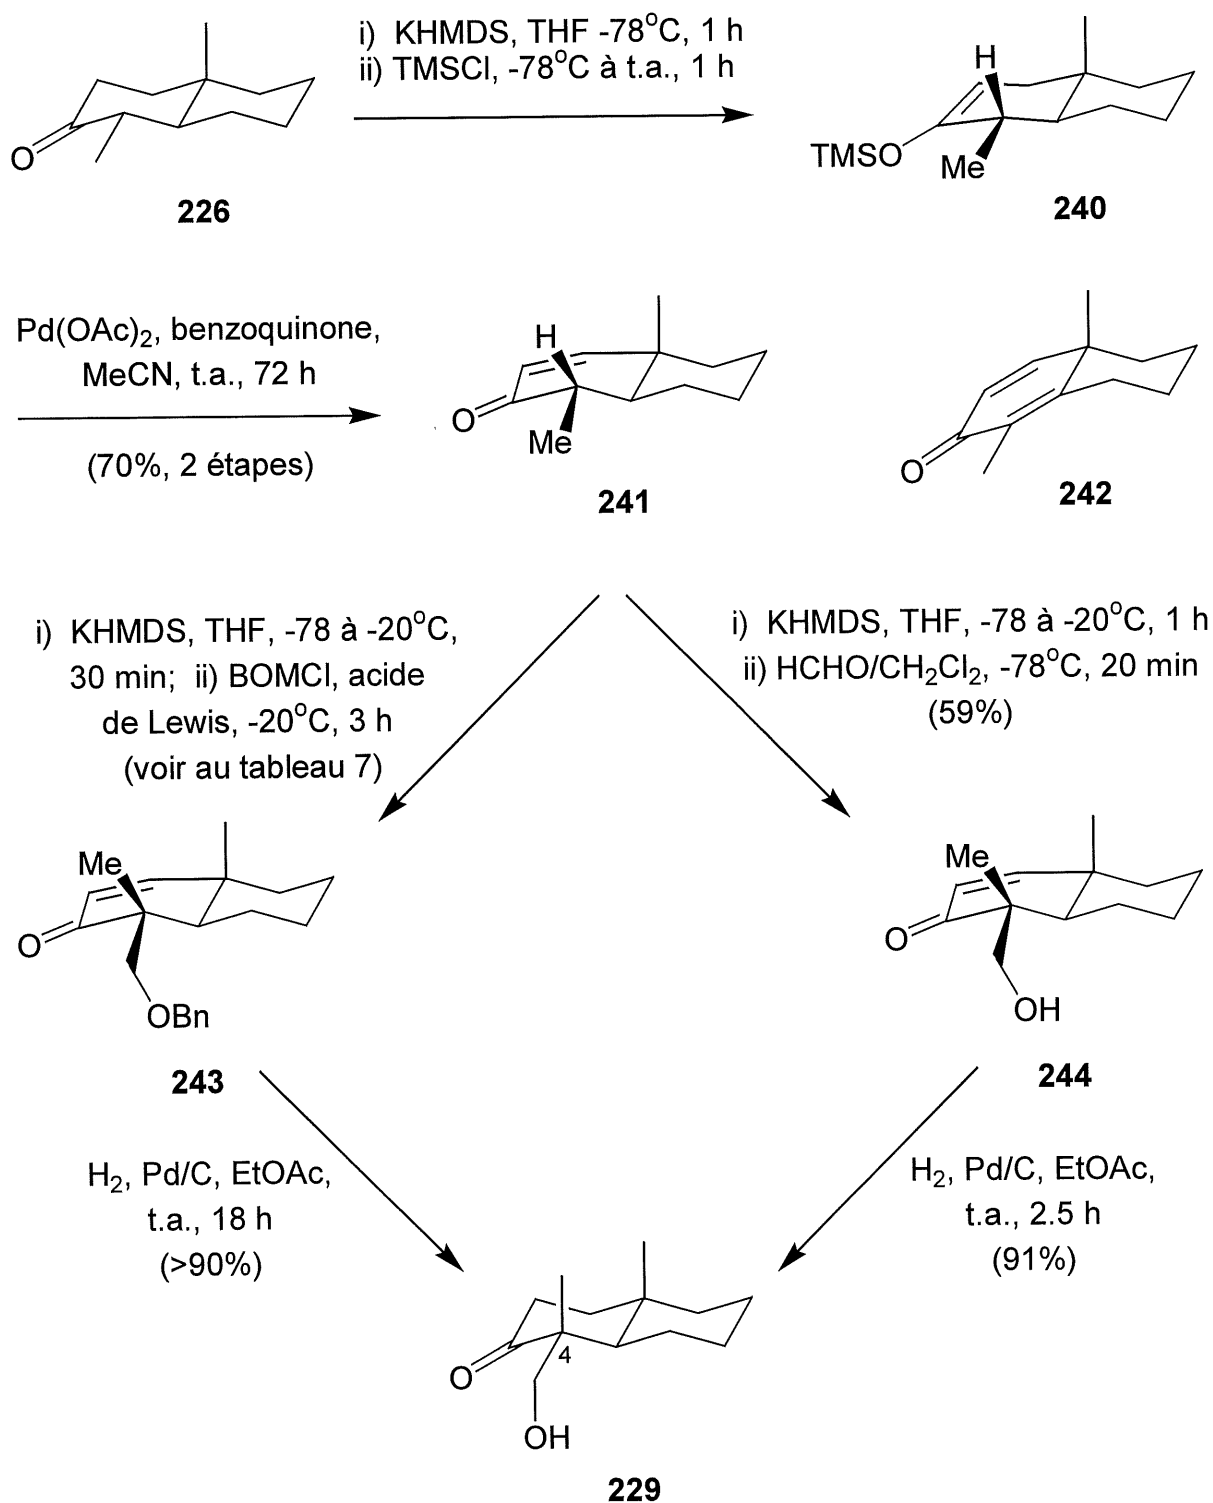 i) KHMDS, THF -78°C, 1 h
ii) TMSCl, -78°C à t.a., 1 h
O
226
H
TMSO
Me
240
Pd(OAc)2, benzoquinone,
MeCN, t.a., 72 h
(70%, 2 étapes)
H
O
Me
241
O
242
i) KHMDS, THF, -78 à -20°C,
30 min; ii) BOMCl, acide
de Lewis, -20°C, 3 h
(voir au tableau 7)
i) KHMDS, THF, -78 à -20°C, 1 h
ii) HCHO/CH2Cl2, -78°C, 20 min
(59%)
Me
O
OBn
243
Me
O
OH
244
H2, Pd/C, EtOAc,
t.a., 18 h
(>90%)
H2, Pd/C, EtOAc,
t.a., 2.5 h
(91%)
4
O
OH
229